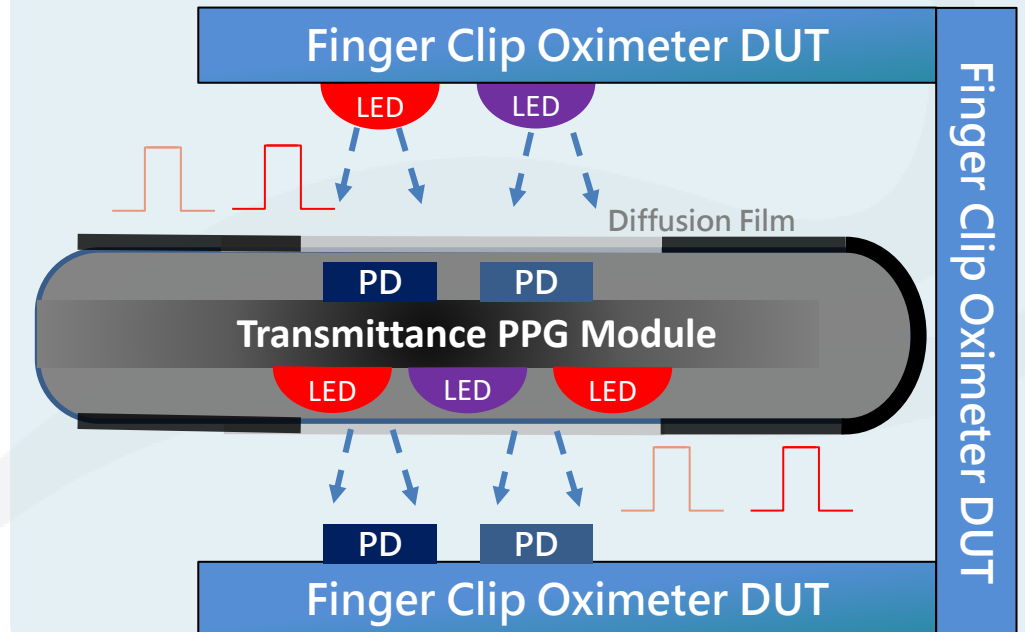 Finger Clip Oximeter DUT
LED
LED
Diffusion Film
PD
PD
Transmittance PPG Module
LED
LED
LED
PD
PD
Finger Clip Oximeter DUT
Finger Clip Oximeter DUT